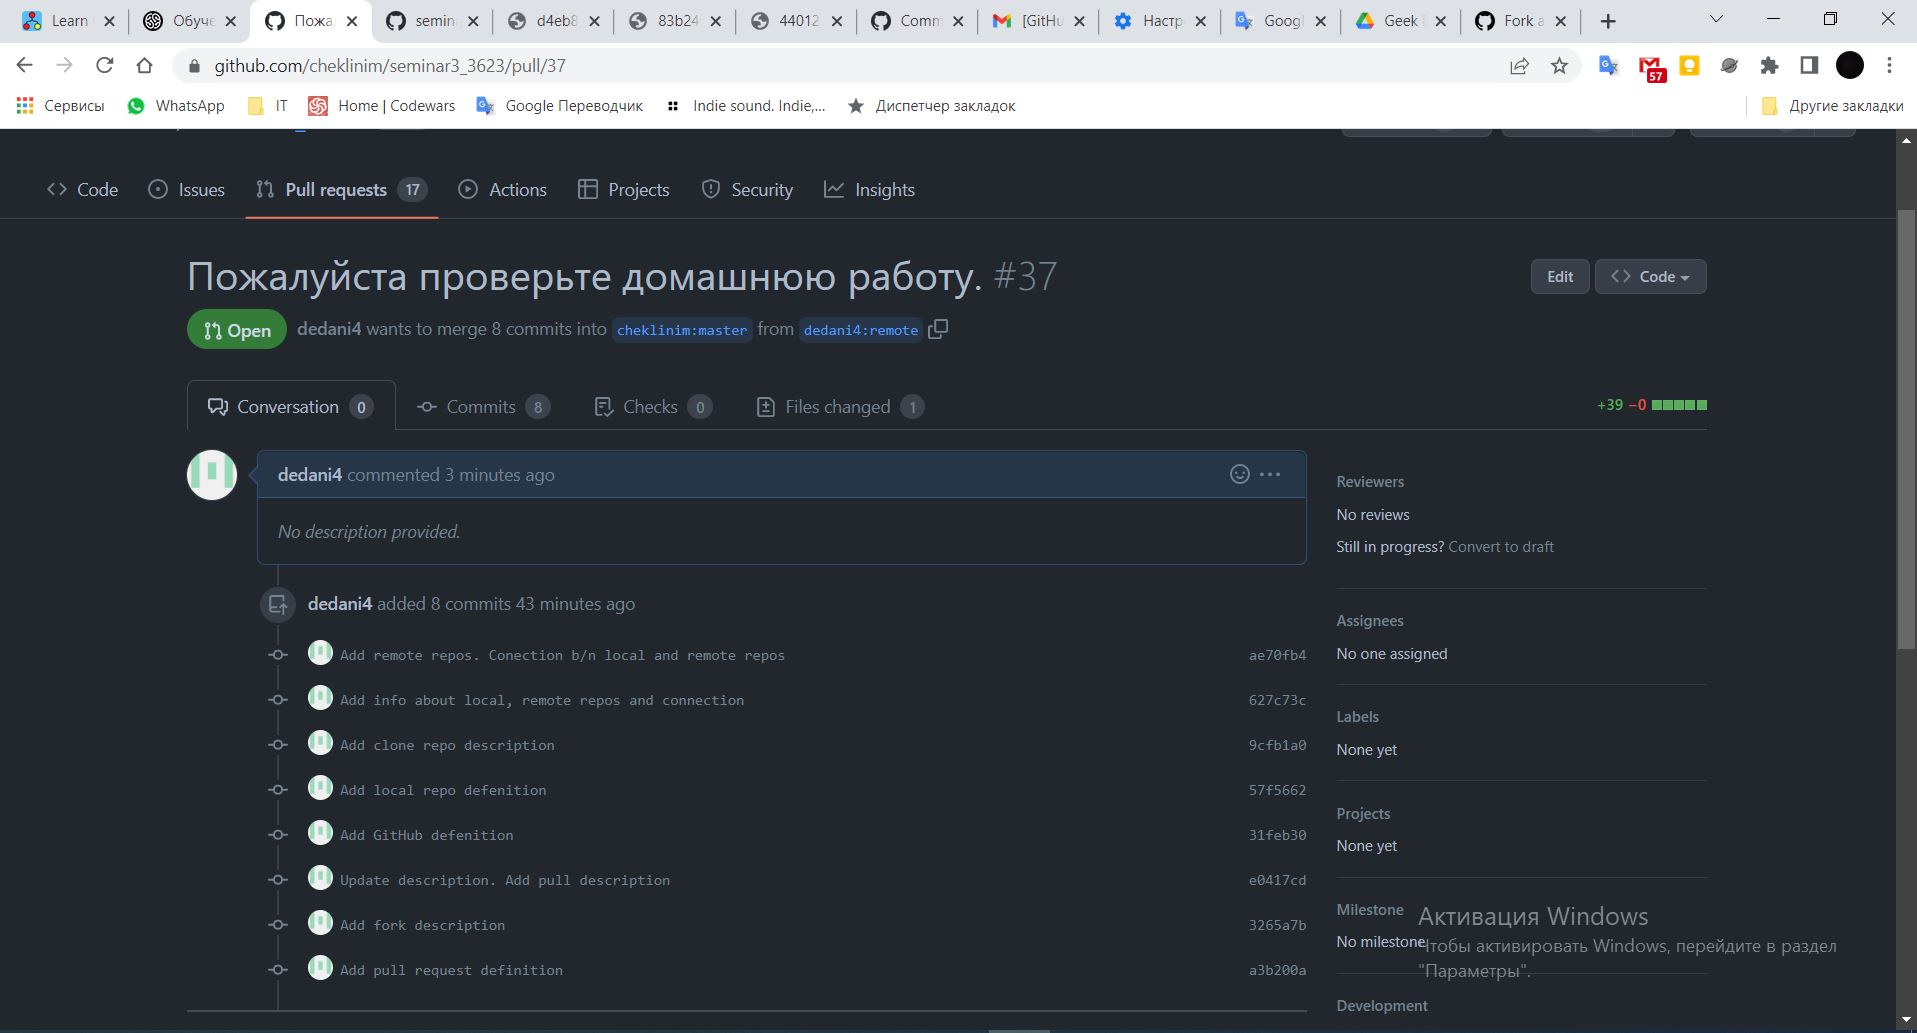 Learn
Обуче
Пожа
semin
d4eb8
83b24
44012
Comm
[GitHu
Настр
Googl
Geek
Fork a
github.com/cheklinim/seminar3_3623/pull/37
57
Сервисы
WhatsApp
IT
Home | Codewars
Google Переводчик
Indie sound. Indie,...
Диспетчер закладок
Другие закладки
Code
Issues
Pull requests 17
Actions
Projects
Security
Insights
Пожалуйста проверьте домашнюю работу. #37
Edit
Code
Open
dedani4 wants to merge 8 commits into cheklinim:master from dedani4:remote
Conversation 0
Commits 8
Checks 0
Files changed 1
+39 −0
dedani4 commented 3 minutes ago
No description provided.
dedani4 added 8 commits 43 minutes ago
Add remote repos. Conection b/n local and remote repos ae70fb4
Add info about local, remote repos and connection 627c73c
Add clone repo description 9cfb1a0
Add local repo defenition 57f5662
Add GitHub defenition 31feb30
Update description. Add pull description e0417cd
Add fork description 3265a7b
Add pull request definition a3b200a
Reviewers
No reviews
Still in progress? Convert to draft
Assignees
No one assigned
Labels
None yet
Projects
None yet
Milestone
No milestone
Development
Активация Windows
Чтобы активировать Windows, перейдите в раздел
"Параметры".